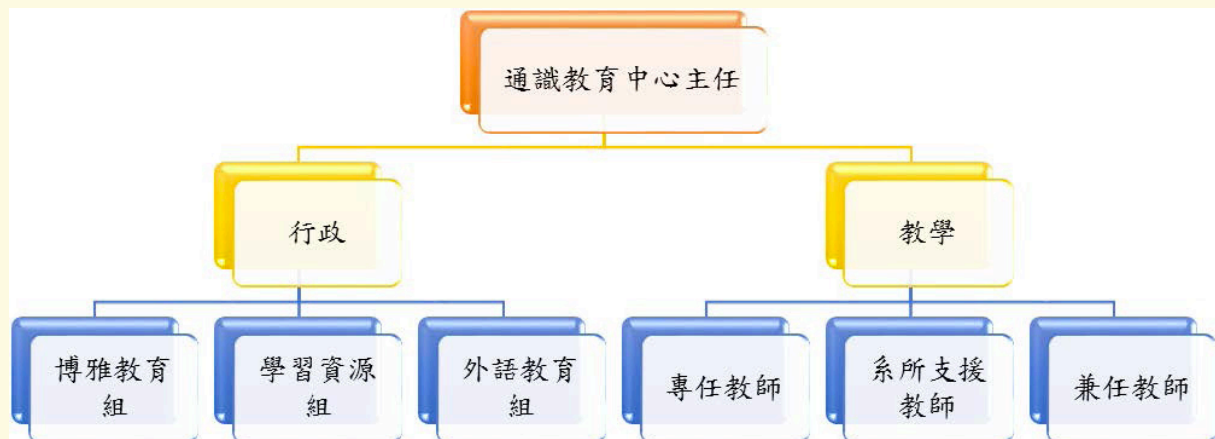 通識教育中心主任
行政
教學
博雅教育
組
學習資源
組
外語教育
組
專任教師
系所支援
教師
兼任教師